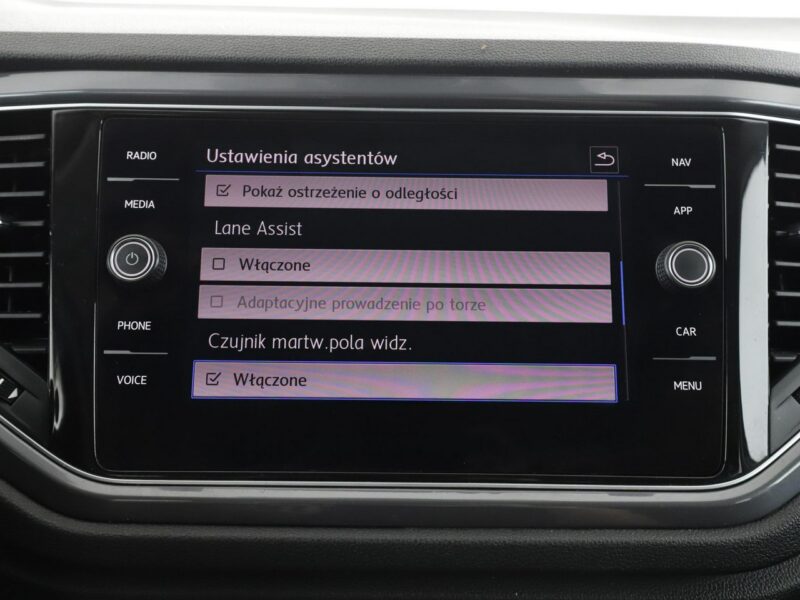 RADIO
MEDIA
PHONE
VOICE
Ustawienia asystentów
Pokaż ostrzeżenie o odległości
Lane Assist
Włączone
Adaptacyjne prowadzenie po torze
Czujnik martw.pola widz.
Włączone
NAV
APP
CAR
MENU